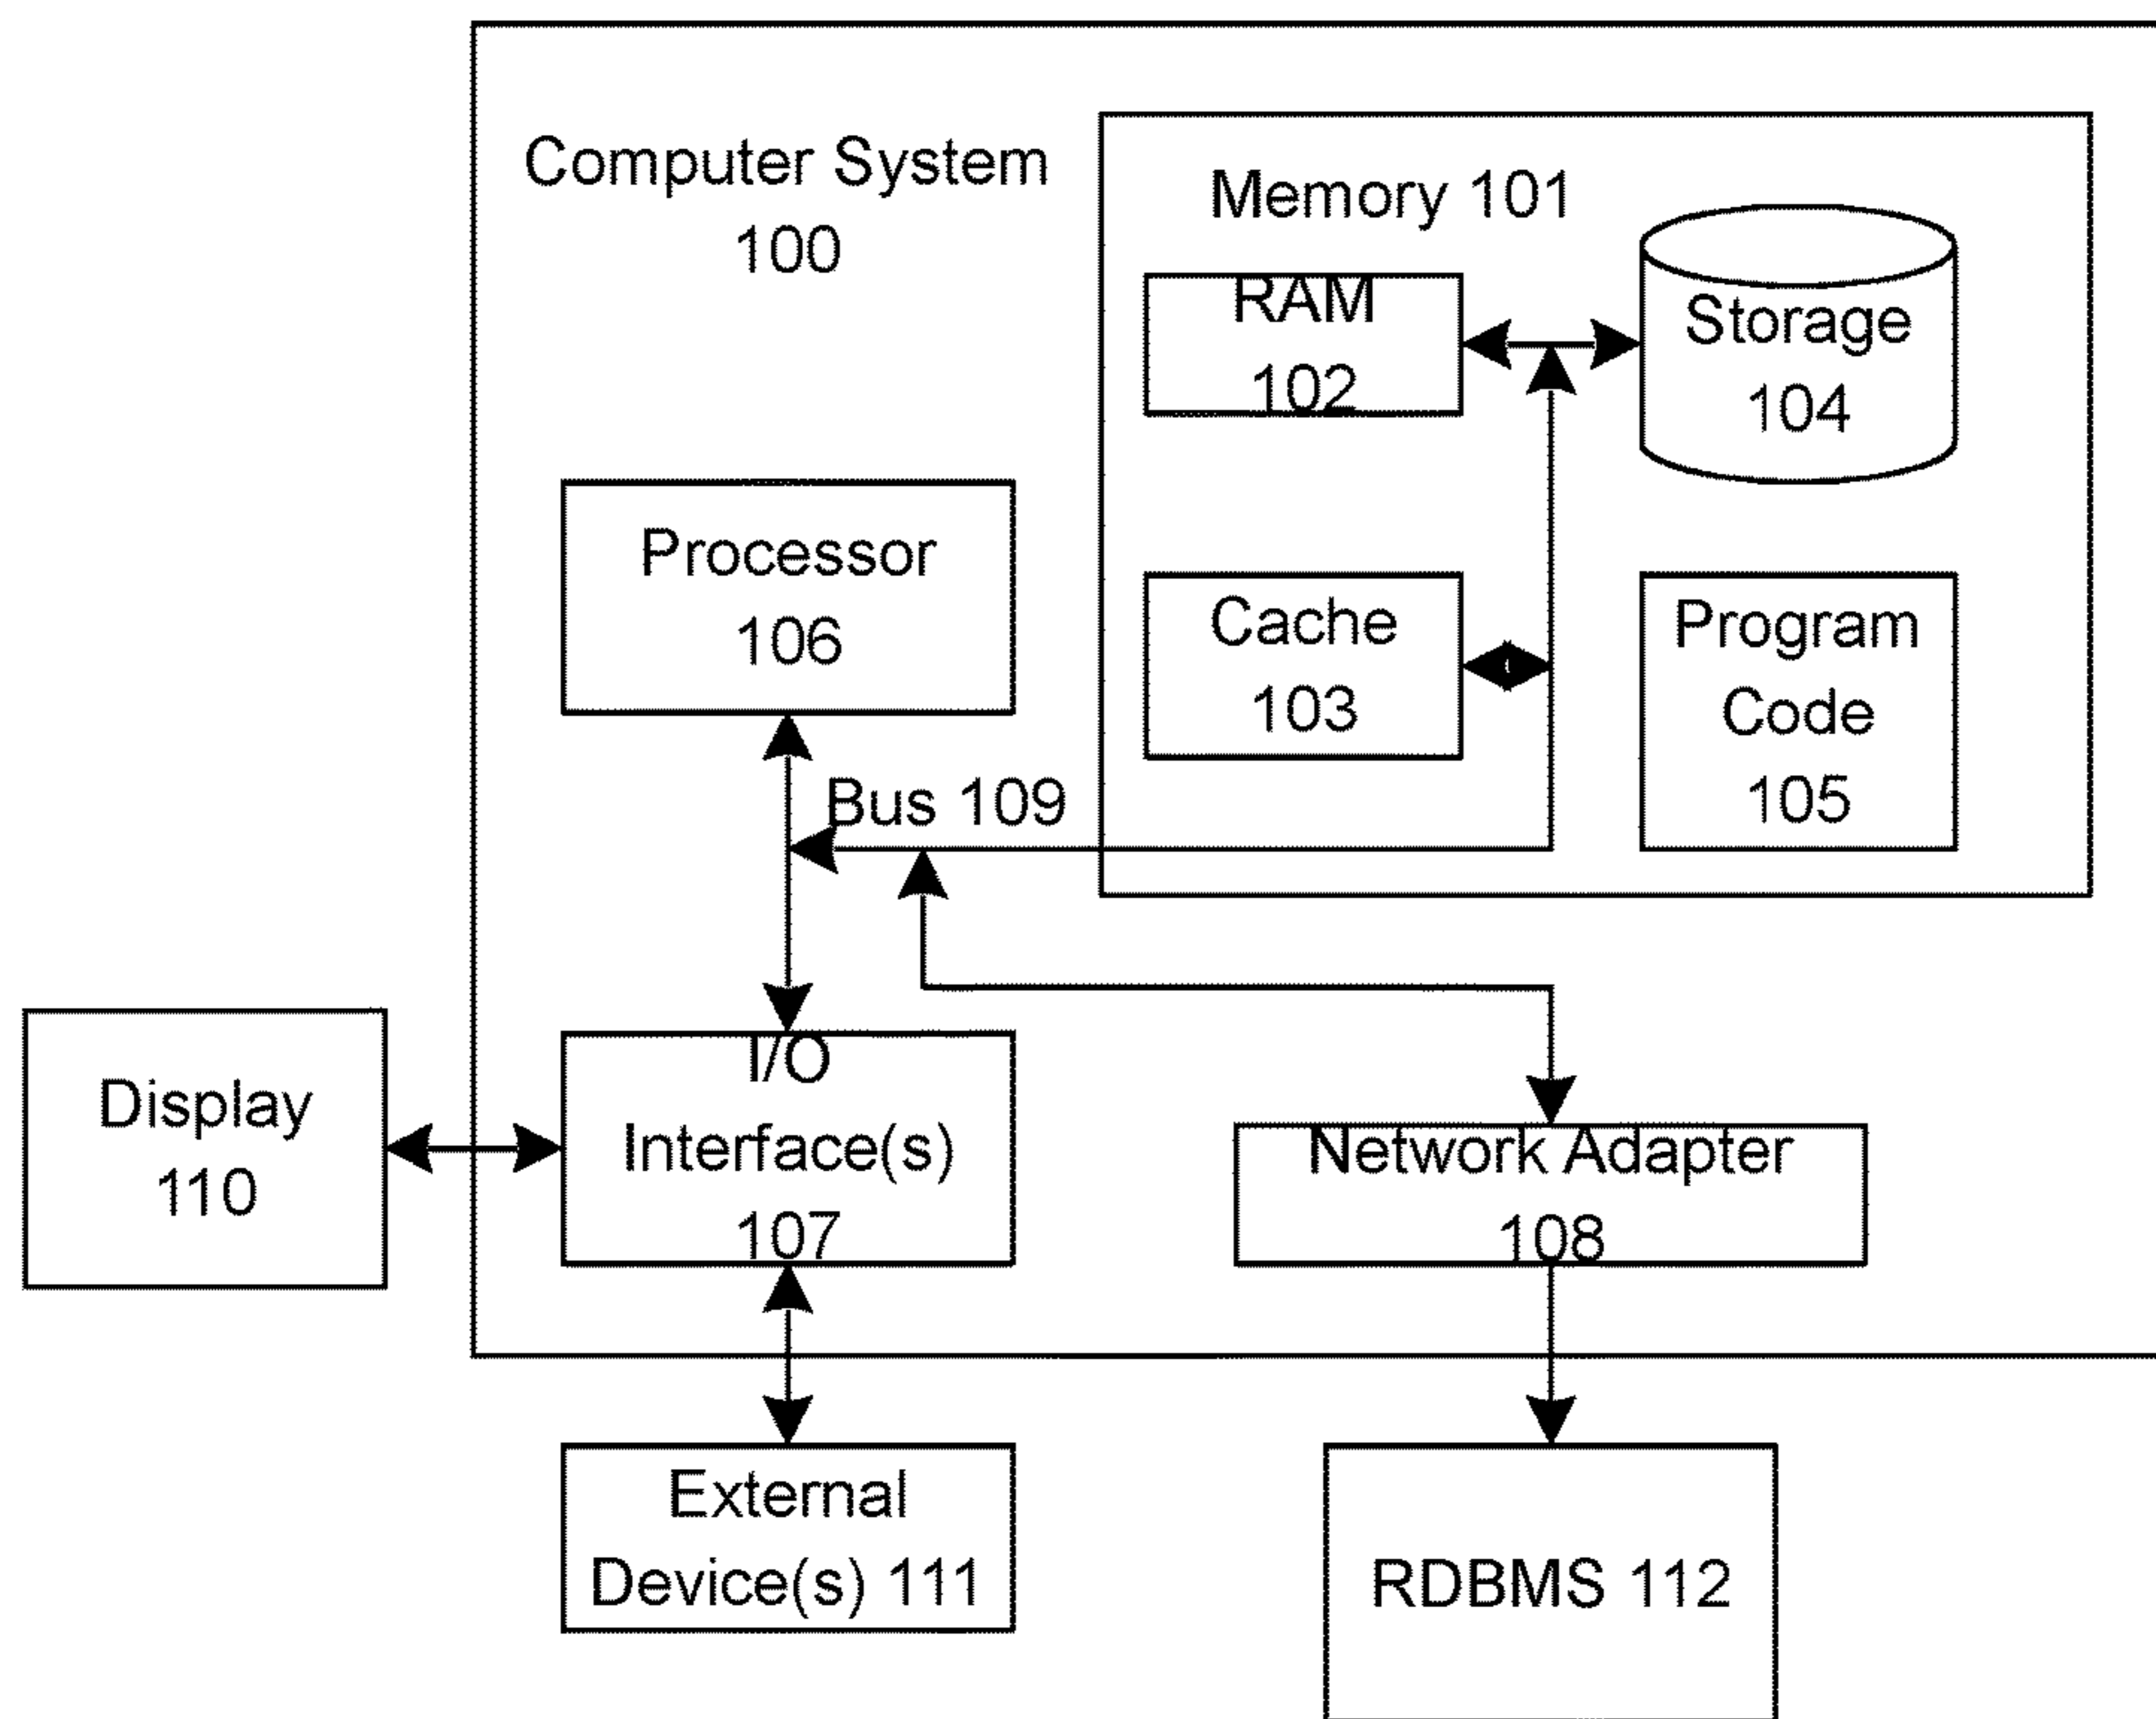 Computer System
100
Memory 101
RAM
102
Storage
104
Processor
106
Cache
103
Program
Code
105
Bus 109
Display
110
I/O
Interface(s)
107
Network Adapter
108
External
Device(s) 111
RDBMS 112